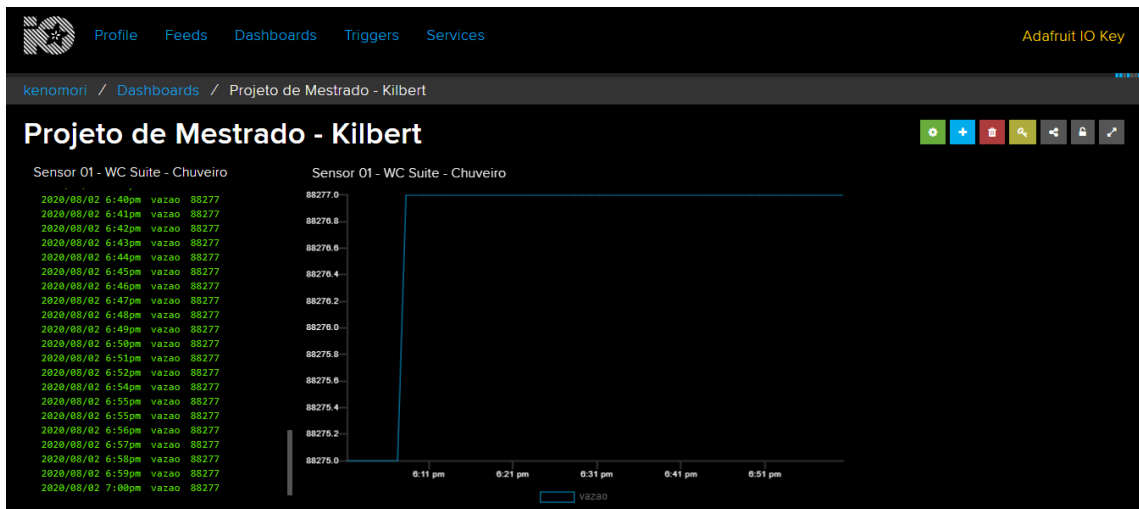 Profile Feeds Dashboards Triggers Services Adafruit IO Key
kenomori / Dashboards / Projeto de Mestrado - Kilbert
Projeto de Mestrado - Kilbert
Sensor 01 - WC Suite - Chuveiro
2020/08/02 6:40pm vazao 88277
2020/08/02 6:41pm vazao 88277
2020/08/02 6:42pm vazao 88277
2020/08/02 6:43pm vazao 88277
2020/08/02 6:44pm vazao 88277
2020/08/02 6:45pm vazao 88277
2020/08/02 6:46pm vazao 88277
2020/08/02 6:47pm vazao 88277
2020/08/02 6:48pm vazao 88277
2020/08/02 6:49pm vazao 88277
2020/08/02 6:50pm vazao 88277
2020/08/02 6:51pm vazao 88277
2020/08/02 6:52pm vazao 88277
2020/08/02 6:54pm vazao 88277
2020/08/02 6:55pm vazao 88277
2020/08/02 6:55pm vazao 88277
2020/08/02 6:56pm vazao 88277
2020/08/02 6:57pm vazao 88277
2020/08/02 6:58pm vazao 88277
2020/08/02 6:59pm vazao 88277
2020/08/02 7:00pm vazao 88277
Sensor 01 - WC Suite - Chuveiro
88277.0
88276.8
88276.6
88276.4
88276.2
88276.0
88275.8
88275.6
88275.4
88275.2
88275.0
6:11 pm 6:21 pm 6:31 pm 6:41 pm 6:51 pm
vazao